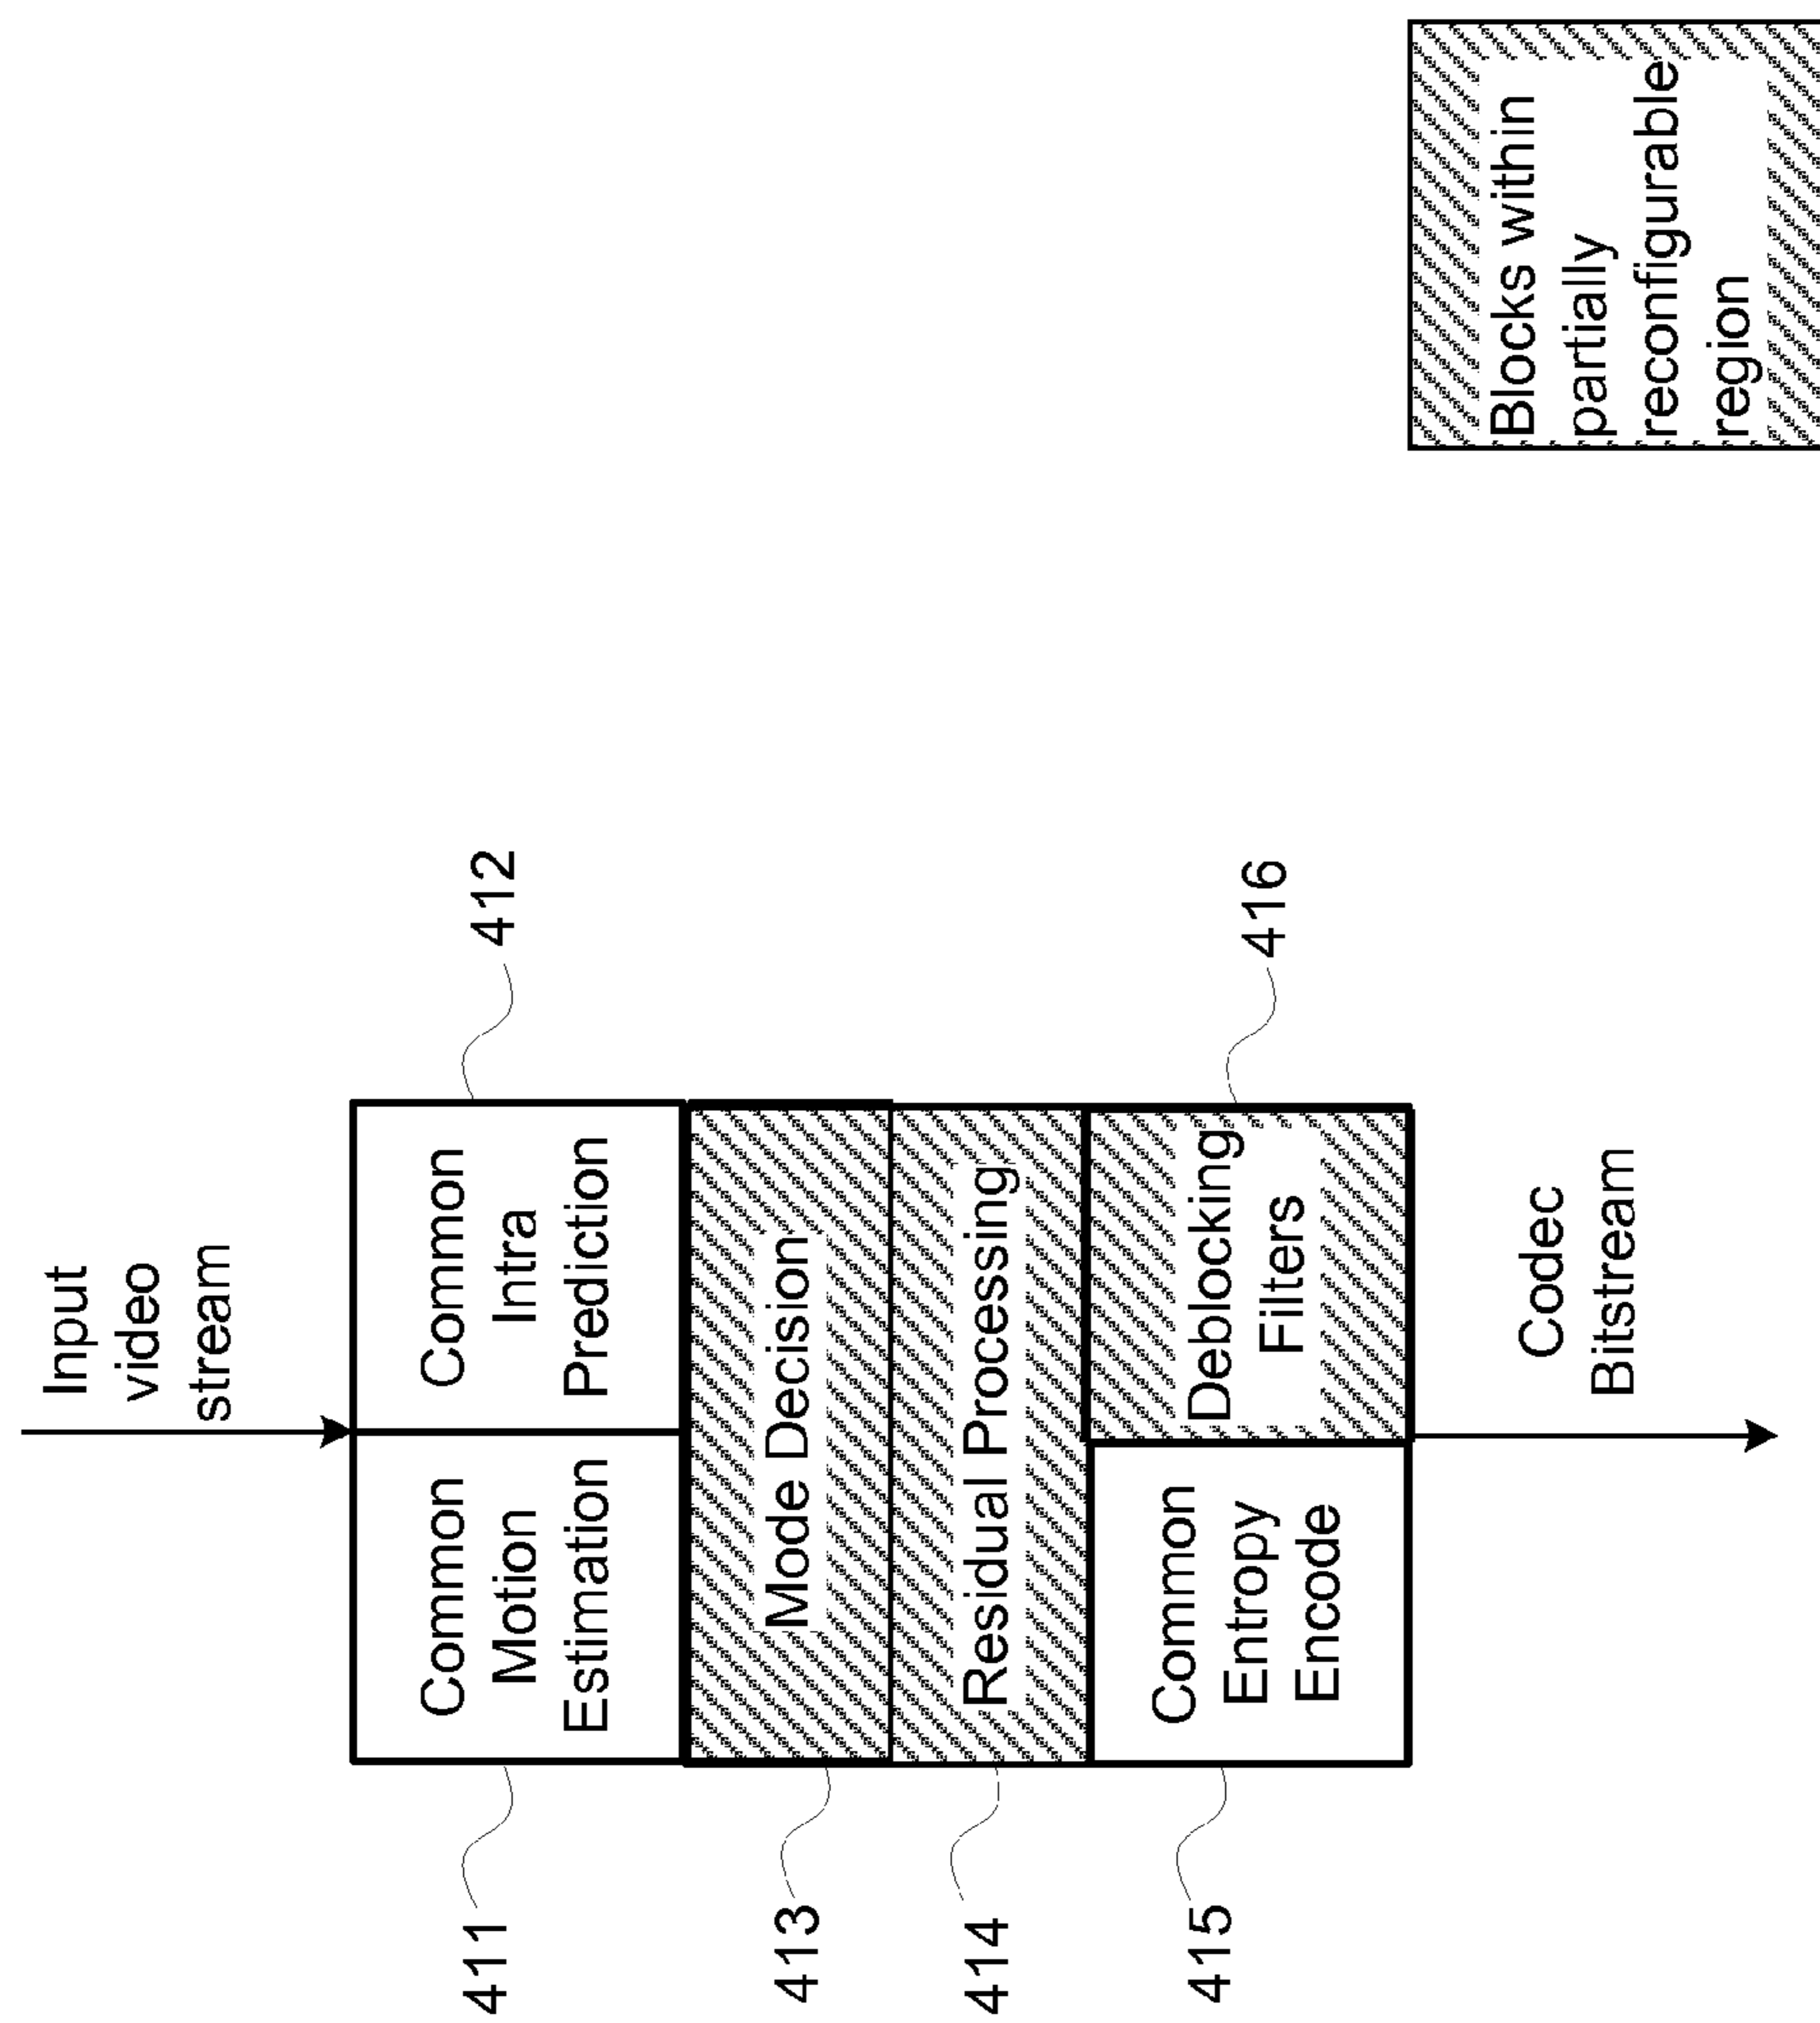 Input
video
stream
411
Common
Motion
Estimation
Common
Intra
Prediction
412
413
Mode Decision
414
Residual Processing
415
Common
Entropy
Encode
Deblocking
Filters
416
Codec
Bitstream
Blocks within
partially
reconfigurable
region